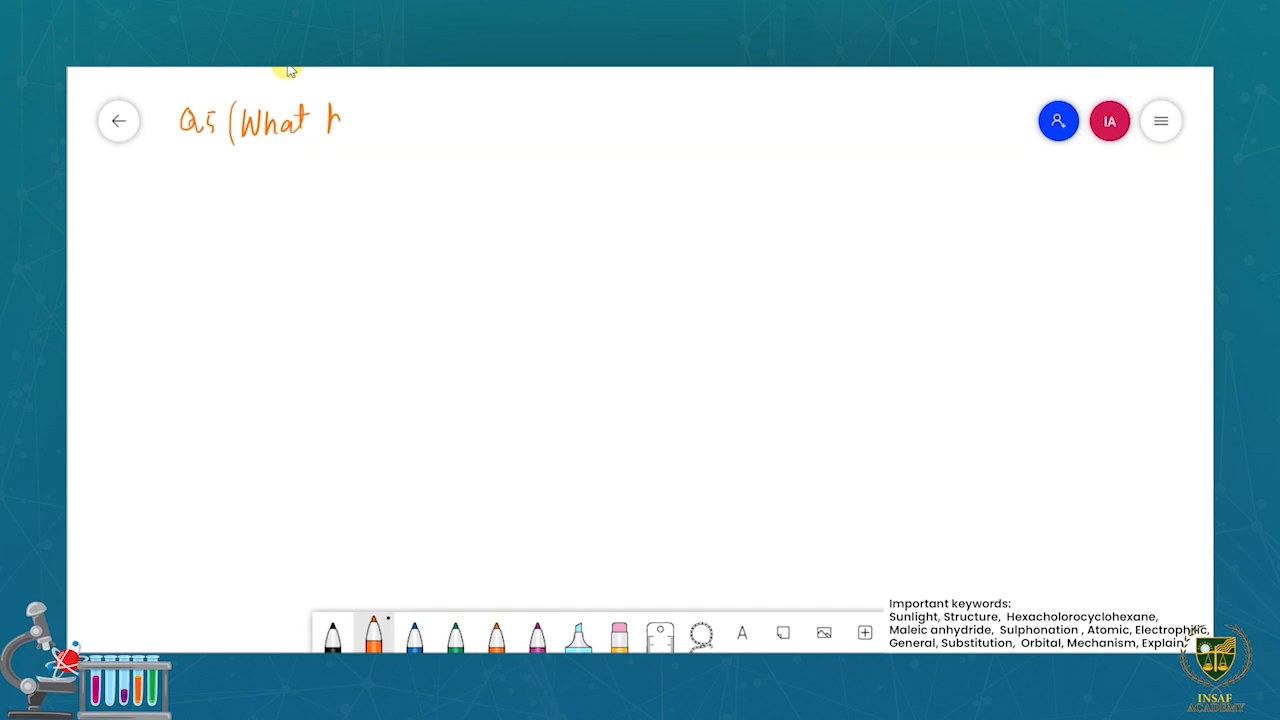 Q5 (What h
IA
A
Important keywords:
Sunlight, Structure, Hexacholorocyclohexane,
Maleic anhydride, Sulphonation , Atomic, Electrophilic,
General, Substitution, Orbital, Mechanism, Explain
INSAF
ACADEMY